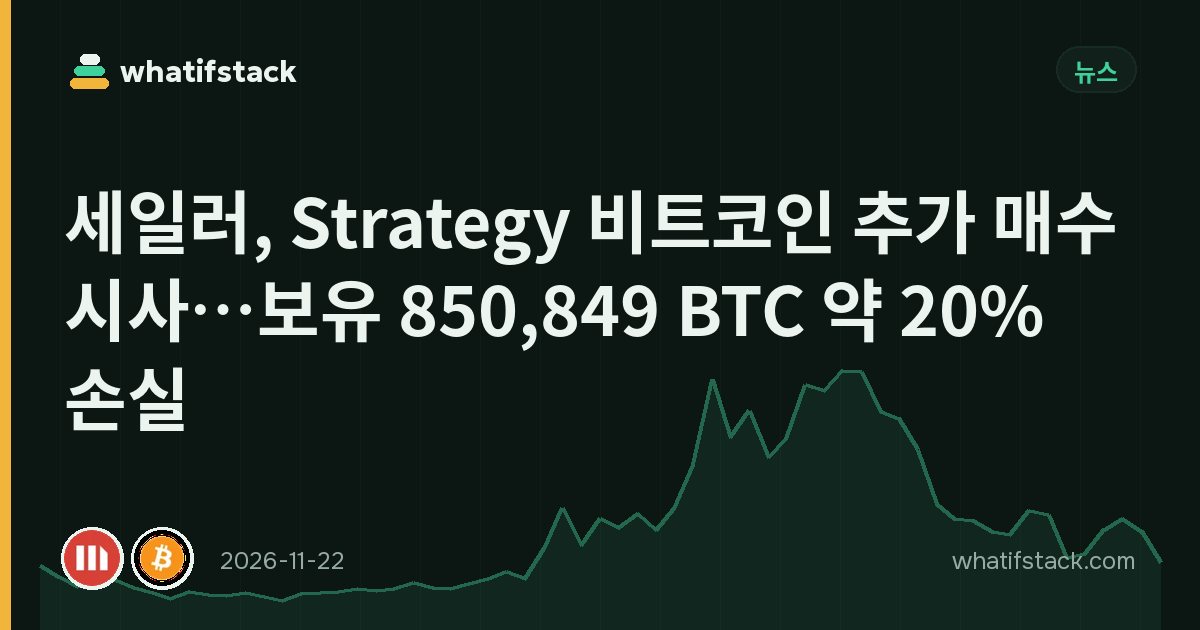 whatifstack
뉴스
세일러, Strategy 비트코인 추가 매수
시사…보유 850,849 BTC 약 20%
손실
2026-11-22
whatifstack.com